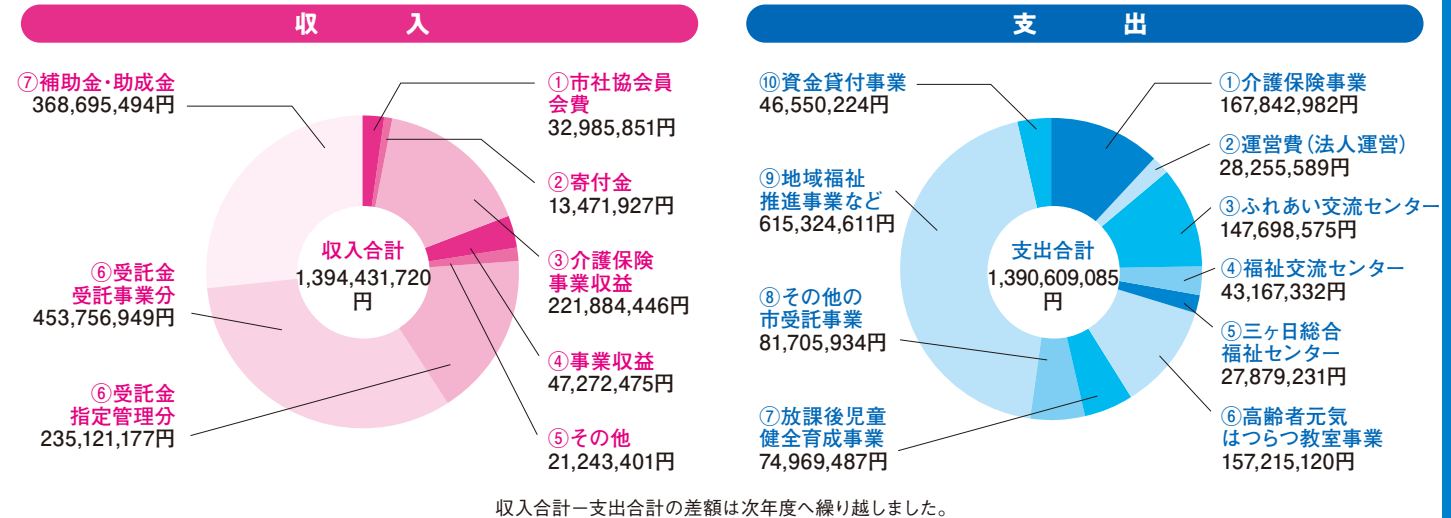 収　入
⑦補助金・助成金
368,695,494円
①市社協会員
会費
32,985,851円
②寄付金
13,471,927円
③介護保険
事業収益
221,884,446円
④事業収益
47,272,475円
⑤その他
21,243,401円
⑥受託金
受託事業分
453,756,949円
⑥受託金
指定管理分
235,121,177円
収入合計
1,394,431,720
円
支　出
⑩資金貸付事業
46,550,224円
①介護保険事業
167,842,982円
②運営費（法人運営）
28,255,589円
③ふれあい交流センター
147,698,575円
④福祉交流センター
43,167,332円
⑤三ヶ日総合
福祉センター
27,879,231円
⑥高齢者元気
はつらつ教室事業
157,215,120円
⑨地域福祉
推進事業など
615,324,611円
⑧その他の
市受託事業
81,705,934円
⑦放課後児童
健全育成事業
74,969,487円
支出合計
1,390,609,085
円
収入合計－支出合計の差額は次年度へ繰り越しました。